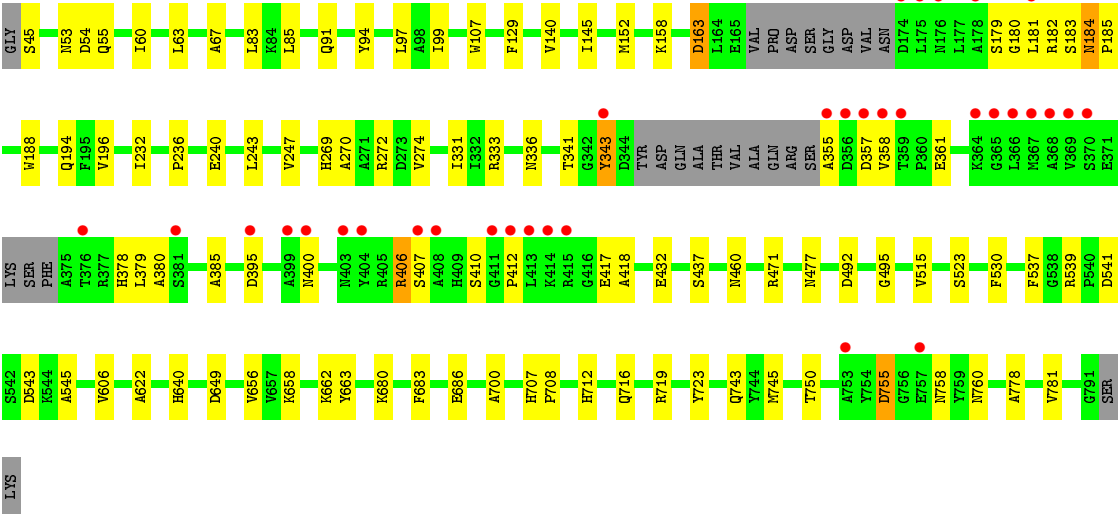 GLY S45 N53 D54 Q55 I60 L63 A67 L83 K84 L85 Q91 Y94 L97 A98 I99 W107 F129 V140 I145 M152 K158 D163 L164 E165 VAL PRO ASP SER GLY ASP VAL ASN D174 L175 N176 L177 A178 S179 G180 L181 R182 S183 N184 P185
W188 Q194 F195 V196 I232 P236 E240 L243 V247 H269 A270 A271 R272 D273 V274 I331 I332 R333 N336 T341 G342 Y343 D344 TYR ASP GLN ALA THR VAL ALA GLN ARG SER A355 D356 D357 V358 T359 P360 E361 K364 G365 L366 M367 A368 V369 S370 E371
LYS SER PHE A375 T376 R377 H378 L379 A380 S381 A385 D395 A399 N400 N403 Y404 R405 R406 S407 A408 H409 S410 G411 P412 L413 K414 R415 G416 E417 A418 E432 S437 N460 R471 N477 D492 G495 V515 S523 F530 F537 G538 R539 P540 D541
S542 D543 K544 A545 V606 A622 H640 D649 V656 V657 K658 K662 Y663 K680 F683 E686 A700 H707 P708 H712 Q716 R719 Y723 Q743 Y744 M745 T750 A753 Y754 D755 G756 E757 N758 Y759 N760 A778 V781 G791 SER
LYS